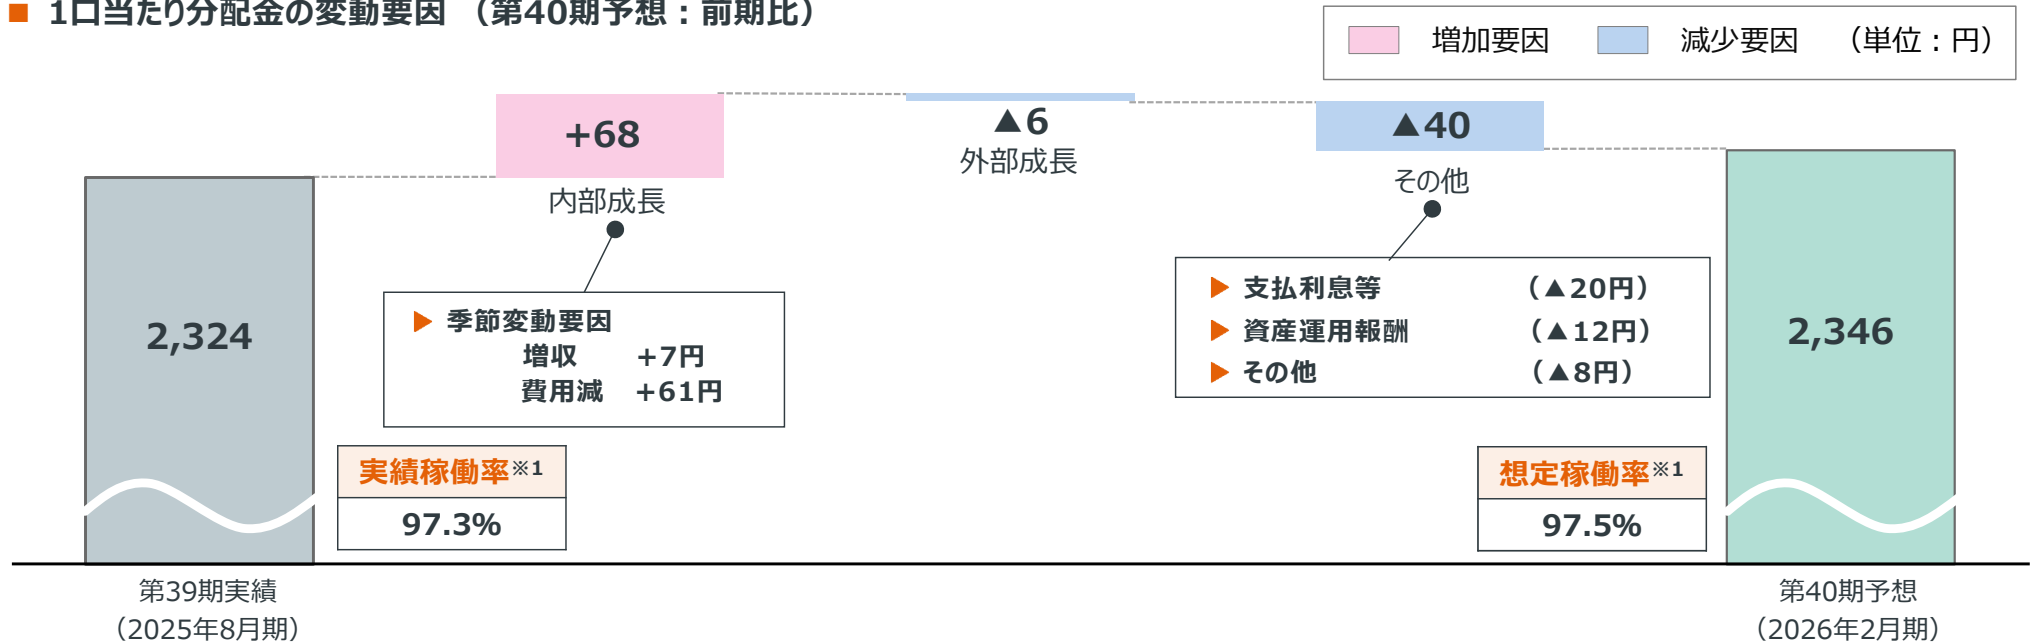 ■ 1口当たり分配金の変動要因 （第40期予想：前期比）
増加要因 減少要因 （単位：円）
+68
内部成長
▲6
外部成長
▲40
その他
2,324
▶ 季節変動要因
増収 +7円
費用減 +61円
▶ 支払利息等 （▲20円）
▶ 資産運用報酬 （▲12円）
▶ その他 （▲8円）
2,346
実績稼働率※1
97.3%
想定稼働率※1
97.5%
第39期実績
（2025年8月期）
第40期予想
（2026年2月期）